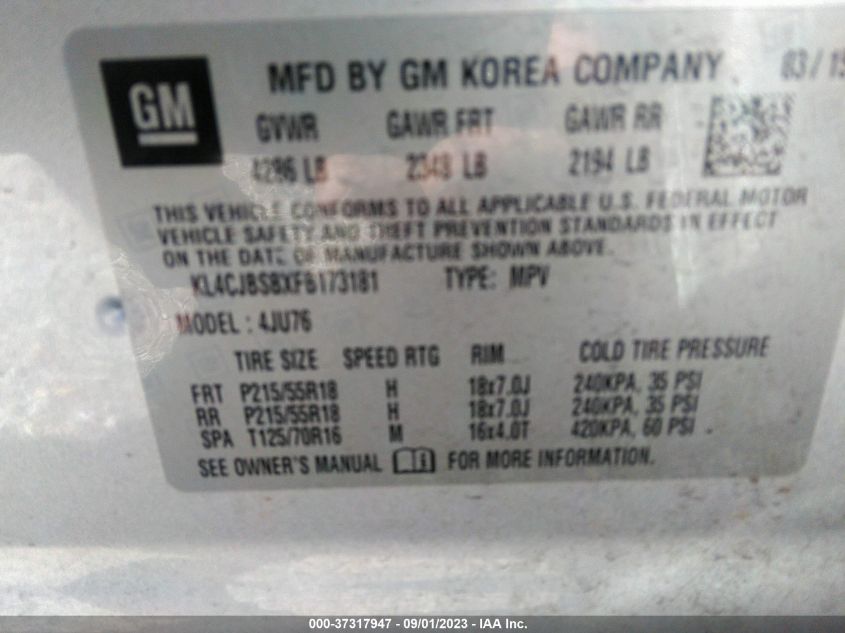 GM
MFD BY GM KOREA COMPANY 03/15
GVWR GAWR FRT GAWR RR
4286 LB 2343 LB 2194 LB
THIS VEHICLE CONFORMS TO ALL APPLICABLE U.S. FEDERAL MOTOR
VEHICLE SAFETY AND THEFT PREVENTION STANDARDS IN EFFECT
ON THE DATE OF MANUFACTURE SHOWN ABOVE.
KL4CJBSBXFB173181 TYPE: MPV
MODEL : 4JU76
TIRE SIZE SPEED RTG RIM COLD TIRE PRESSURE
FRT P215/55R18 H 18x7.0J 240KPA, 35 PSI
RR P215/55R18 H 18x7.0J 240KPA, 35 PSI
SPA T125/70R16 M 16x4.0T 420KPA, 60 PSI
SEE OWNER'S MANUAL FOR MORE INFORMATION.
000-37317947 - 09/01/2023 - IAA Inc.